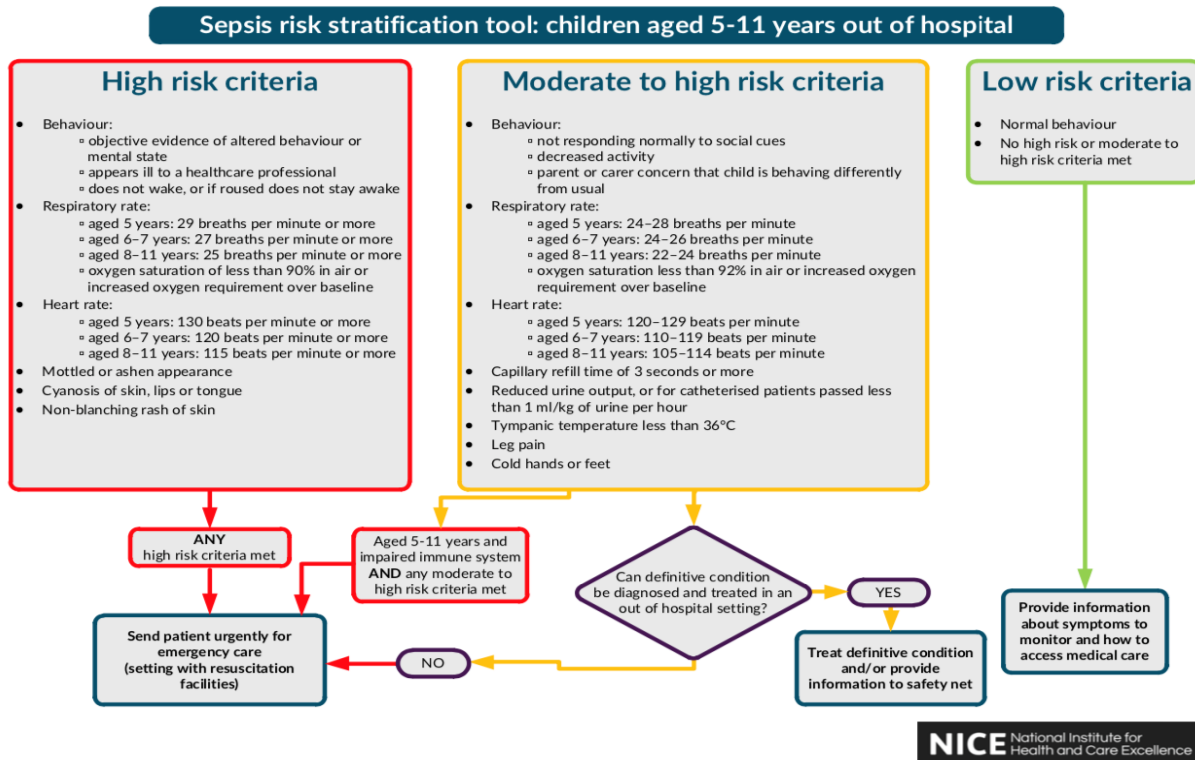 Sepsis risk stratification tool: children aged 5-11 years out of hospital
High risk criteria
• Behaviour:
▫ objective evidence of altered behaviour or
mental state
▫ appears ill to a healthcare professional
▫ does not wake, or if roused does not stay awake
• Respiratory rate:
▫ aged 5 years: 29 breaths per minute or more
▫ aged 6–7 years: 27 breaths per minute or more
▫ aged 8–11 years: 25 breaths per minute or more
▫ oxygen saturation of less than 90% in air or
increased oxygen requirement over baseline
• Heart rate:
▫ aged 5 years: 130 beats per minute or more
▫ aged 6–7 years: 120 beats per minute or more
▫ aged 8–11 years: 115 beats per minute or more
• Mottled or ashen appearance
• Cyanosis of skin, lips or tongue
• Non-blanching rash of skin
Moderate to high risk criteria
• Behaviour:
▫ not responding normally to social cues
▫ decreased activity
▫ parent or carer concern that child is behaving differently
from usual
• Respiratory rate:
▫ aged 5 years: 24–28 breaths per minute
▫ aged 6–7 years: 24–26 breaths per minute
▫ aged 8–11 years: 22–24 breaths per minute
▫ oxygen saturation less than 92% in air or increased oxygen
requirement over baseline
• Heart rate:
▫ aged 5 years: 120–129 beats per minute
▫ aged 6–7 years: 110–119 beats per minute
▫ aged 8–11 years: 105–114 beats per minute
• Capillary refill time of 3 seconds or more
• Reduced urine output, or for catheterised patients passed less
than 1 ml/kg of urine per hour
• Tympanic temperature less than 36°C
• Leg pain
• Cold hands or feet
Low risk criteria
• Normal behaviour
• No high risk or moderate to
high risk criteria met
ANY
high risk criteria met
Aged 5-11 years and
impaired immune system
AND any moderate to
high risk criteria met
Can definitive condition
be diagnosed and treated in an
out of hospital setting?
YES
NO
Send patient urgently for
emergency care
(setting with resuscitation
facilities)
Treat definitive condition
and/or provide
information to safety net
Provide information
about symptoms to
monitor and how to
access medical care
NICE National Institute for
Health and Care Excellence